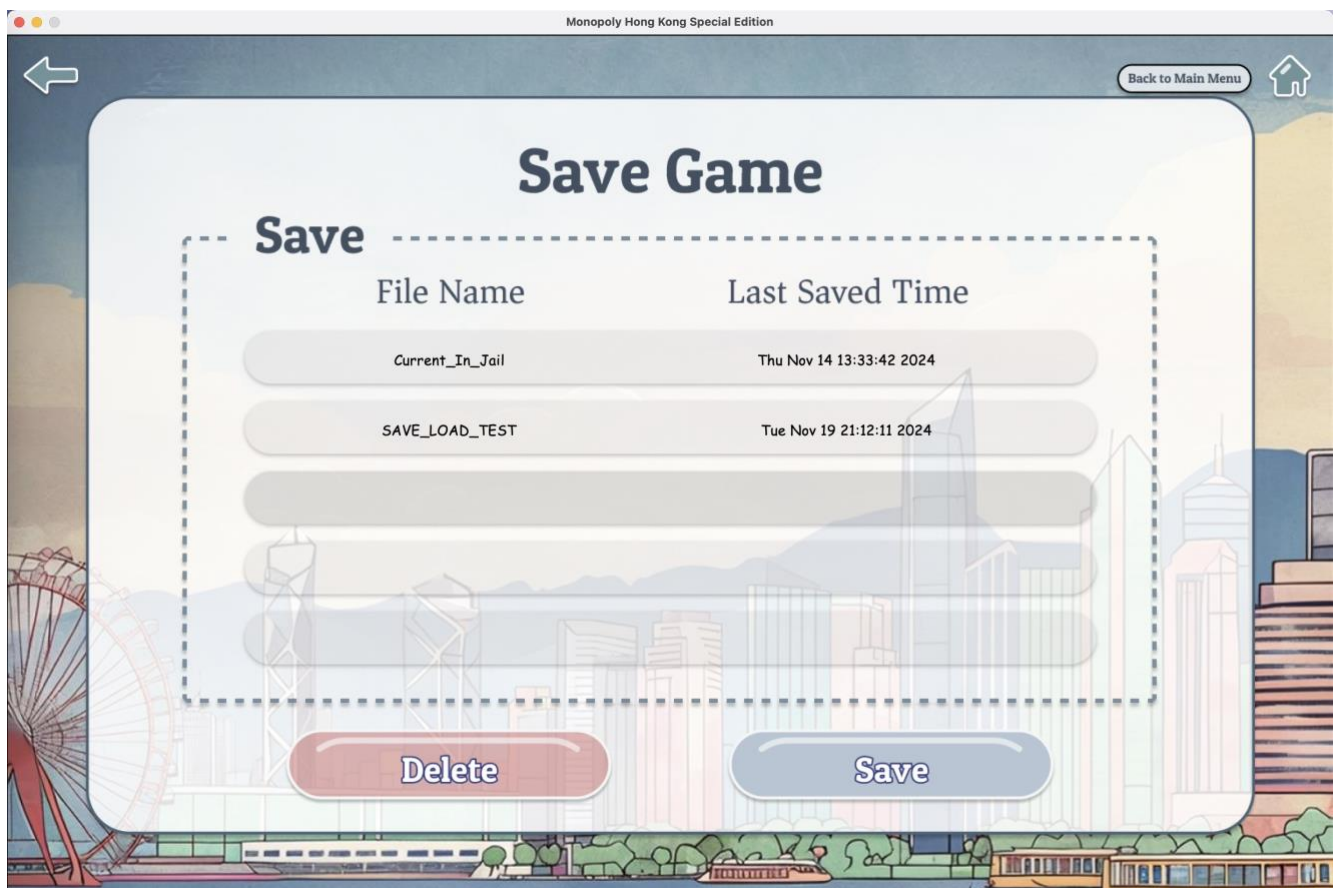 Monopoly Hong Kong Special Edition
Back to Main Menu
Save Game
Save
File Name Last Saved Time
Current_In_Jail Thu Nov 14 13:33:42 2024
SAVE_LOAD_TEST Tue Nov 19 21:12:11 2024
Delete Save